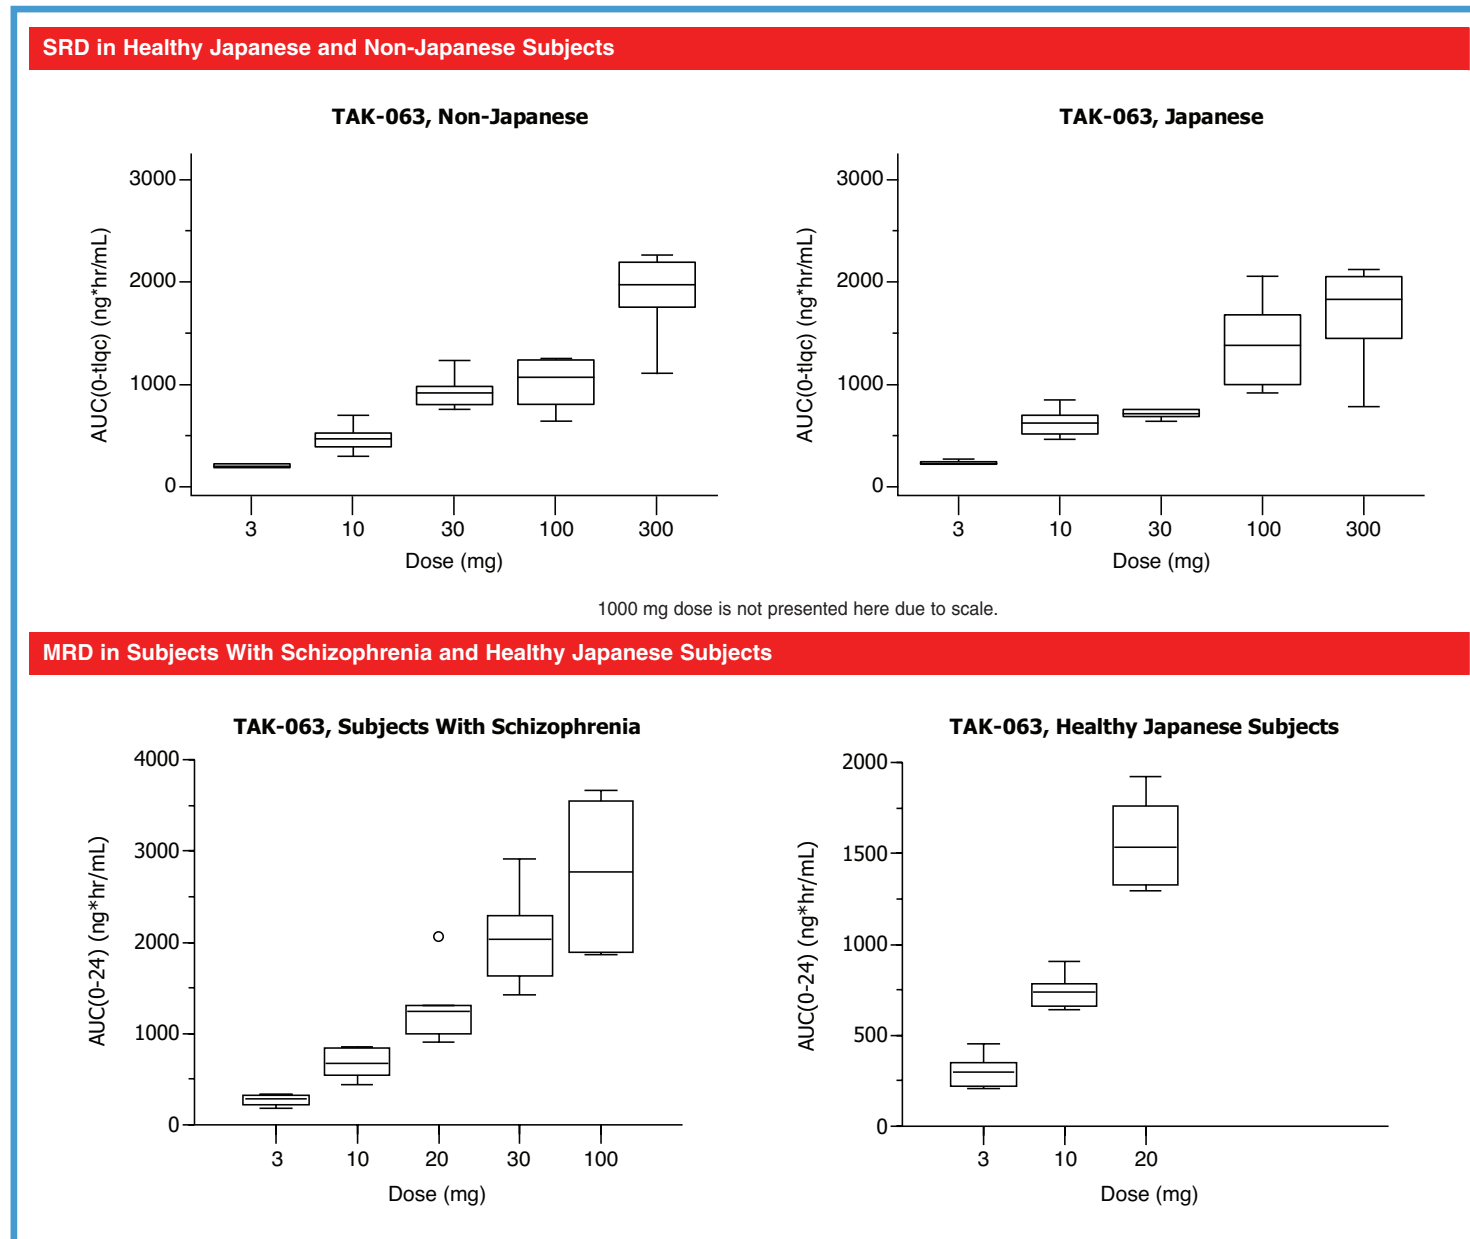 SRD in Healthy Japanese and Non-Japanese Subjects
TAK-063, Non-Japanese
AUC(0-tlqc) (ng*hr/mL)
3000
2000
1000
0
3 10 30 100 300
Dose (mg)
TAK-063, Japanese
AUC(0-tlqc) (ng*hr/mL)
3000
2000
1000
0
3 10 30 100 300
Dose (mg)
1000 mg dose is not presented here due to scale.
MRD in Subjects With Schizophrenia and Healthy Japanese Subjects
TAK-063, Subjects With Schizophrenia
AUC(0-24) (ng*hr/mL)
4000
3000
2000
1000
0
3 10 20 30 100
Dose (mg)
TAK-063, Healthy Japanese Subjects
AUC(0-24) (ng*hr/mL)
2000
1500
1000
500
0
3 10 20
Dose (mg)